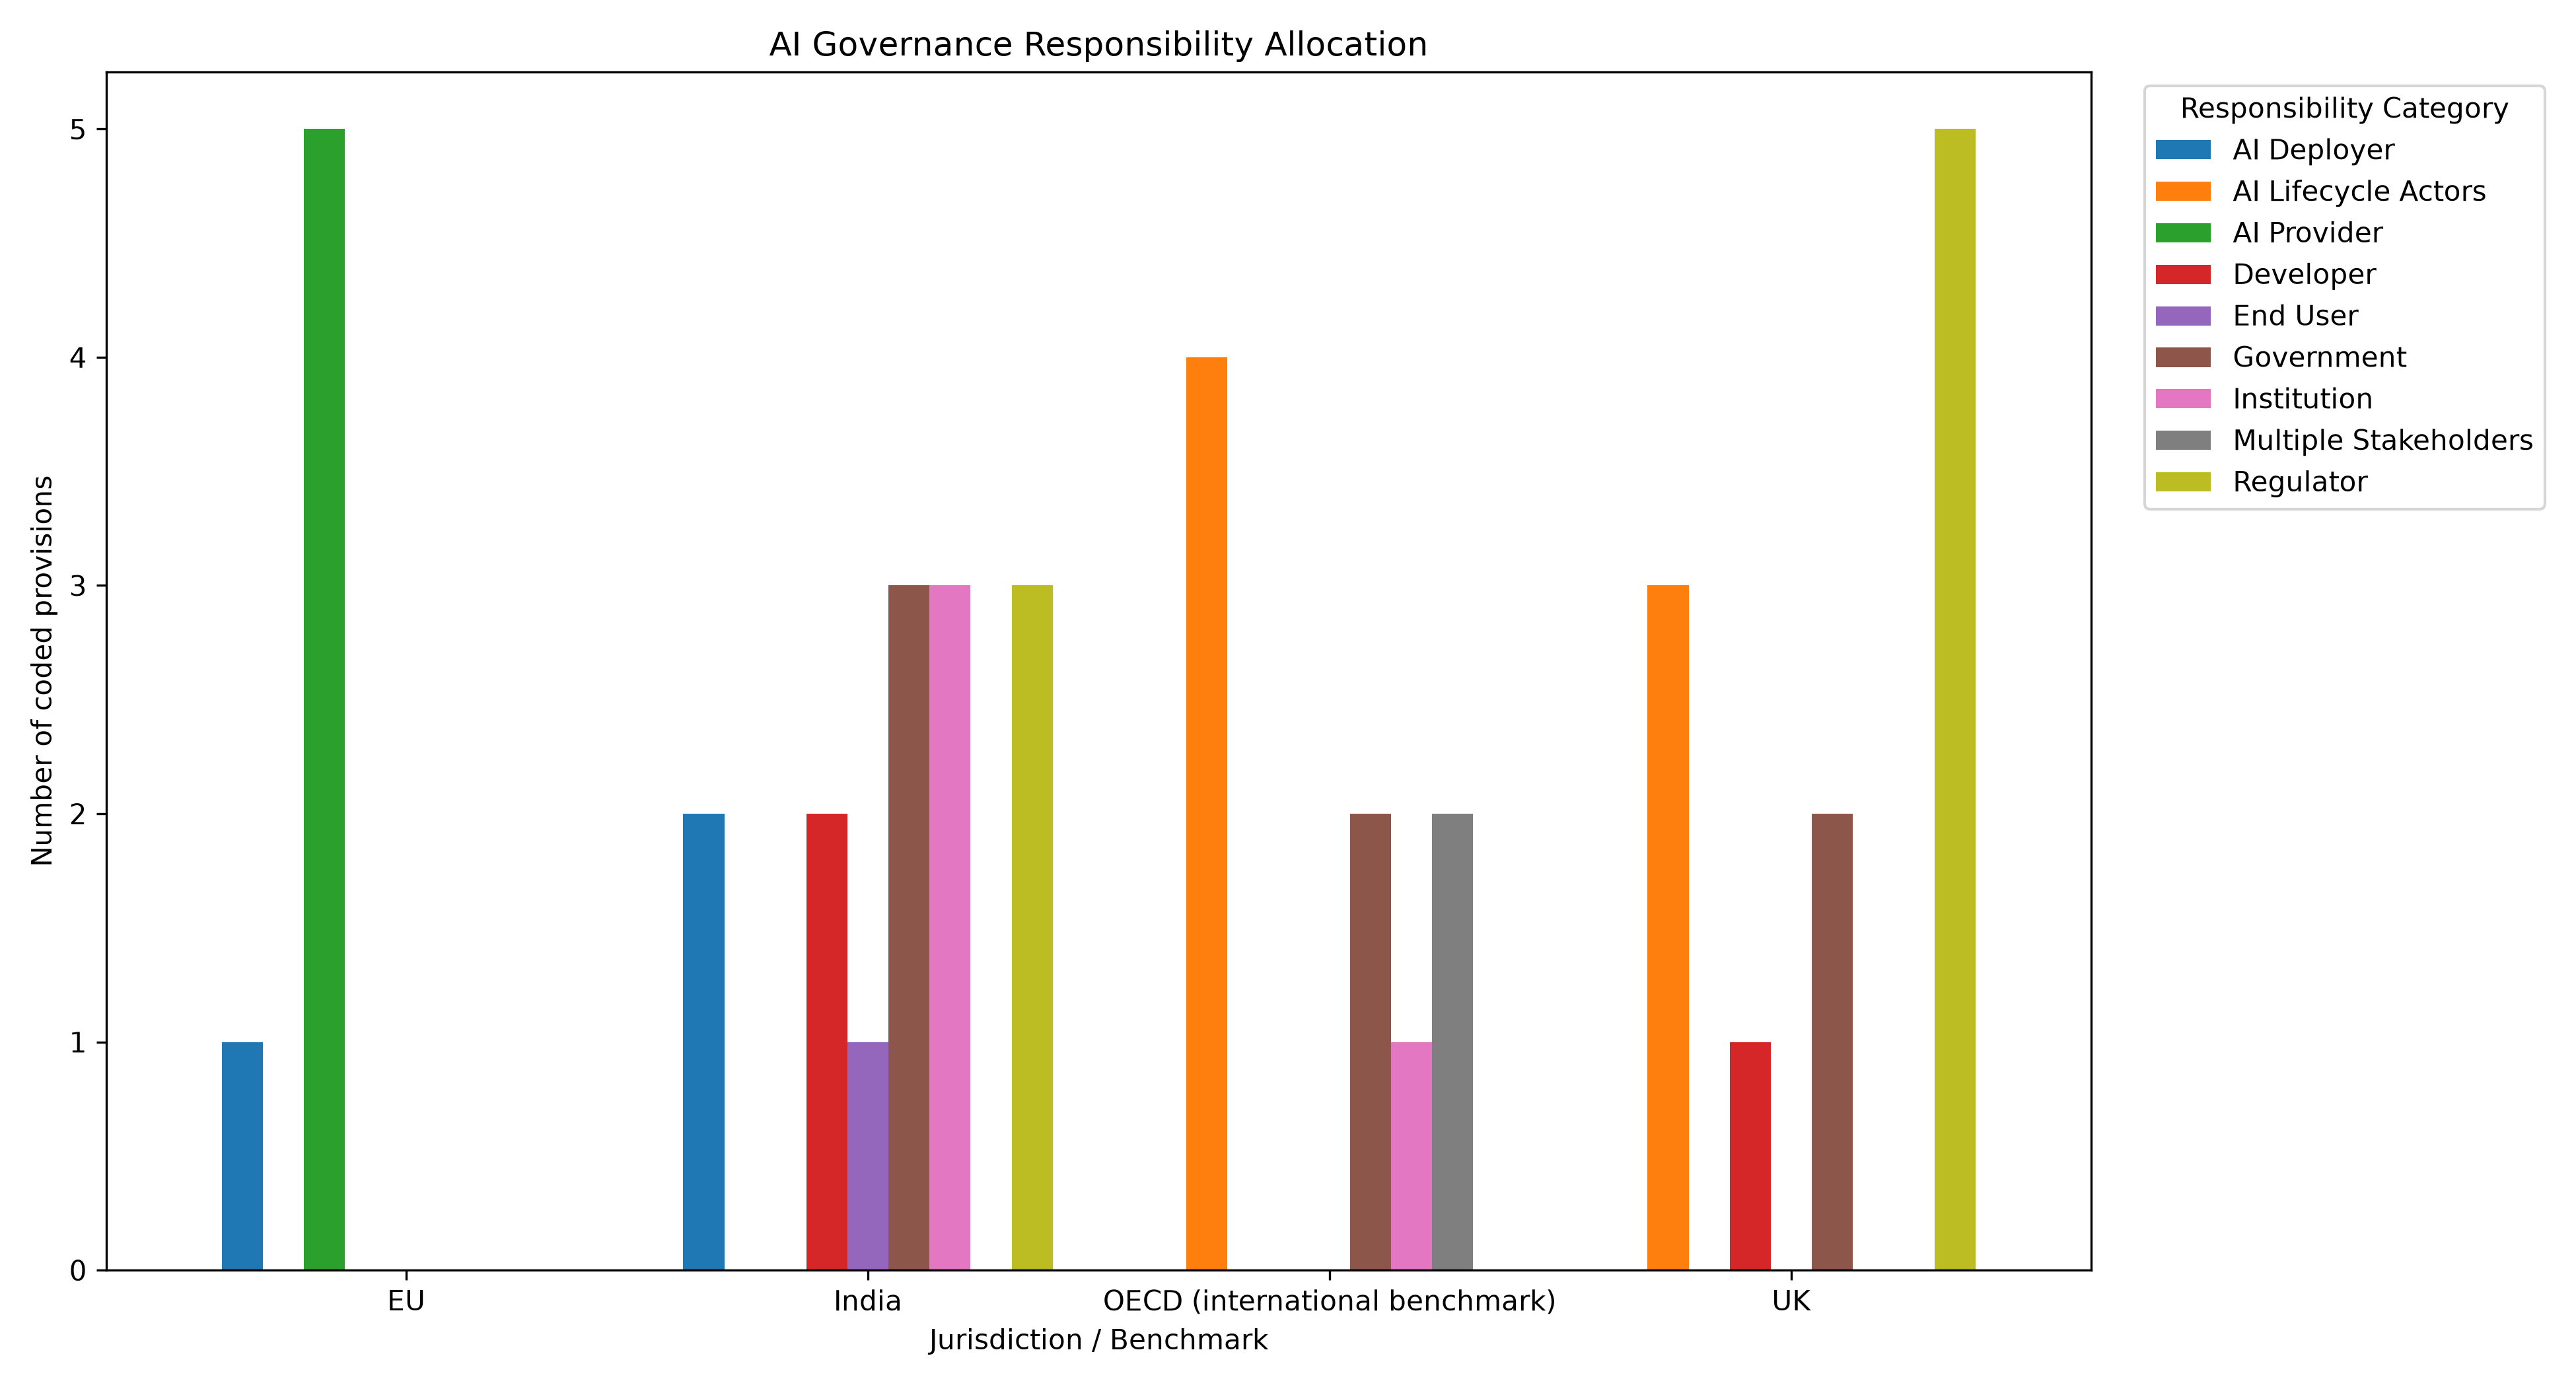 AI Governance Responsibility Allocation
Responsibility Category
AI Deployer
AI Lifecycle Actors
AI Provider
Developer
End User
Government
Institution
Multiple Stakeholders
Regulator
Number of coded provisions
5
4
3
2
1
0
EU
India
OECD (international benchmark)
UK
Jurisdiction / Benchmark